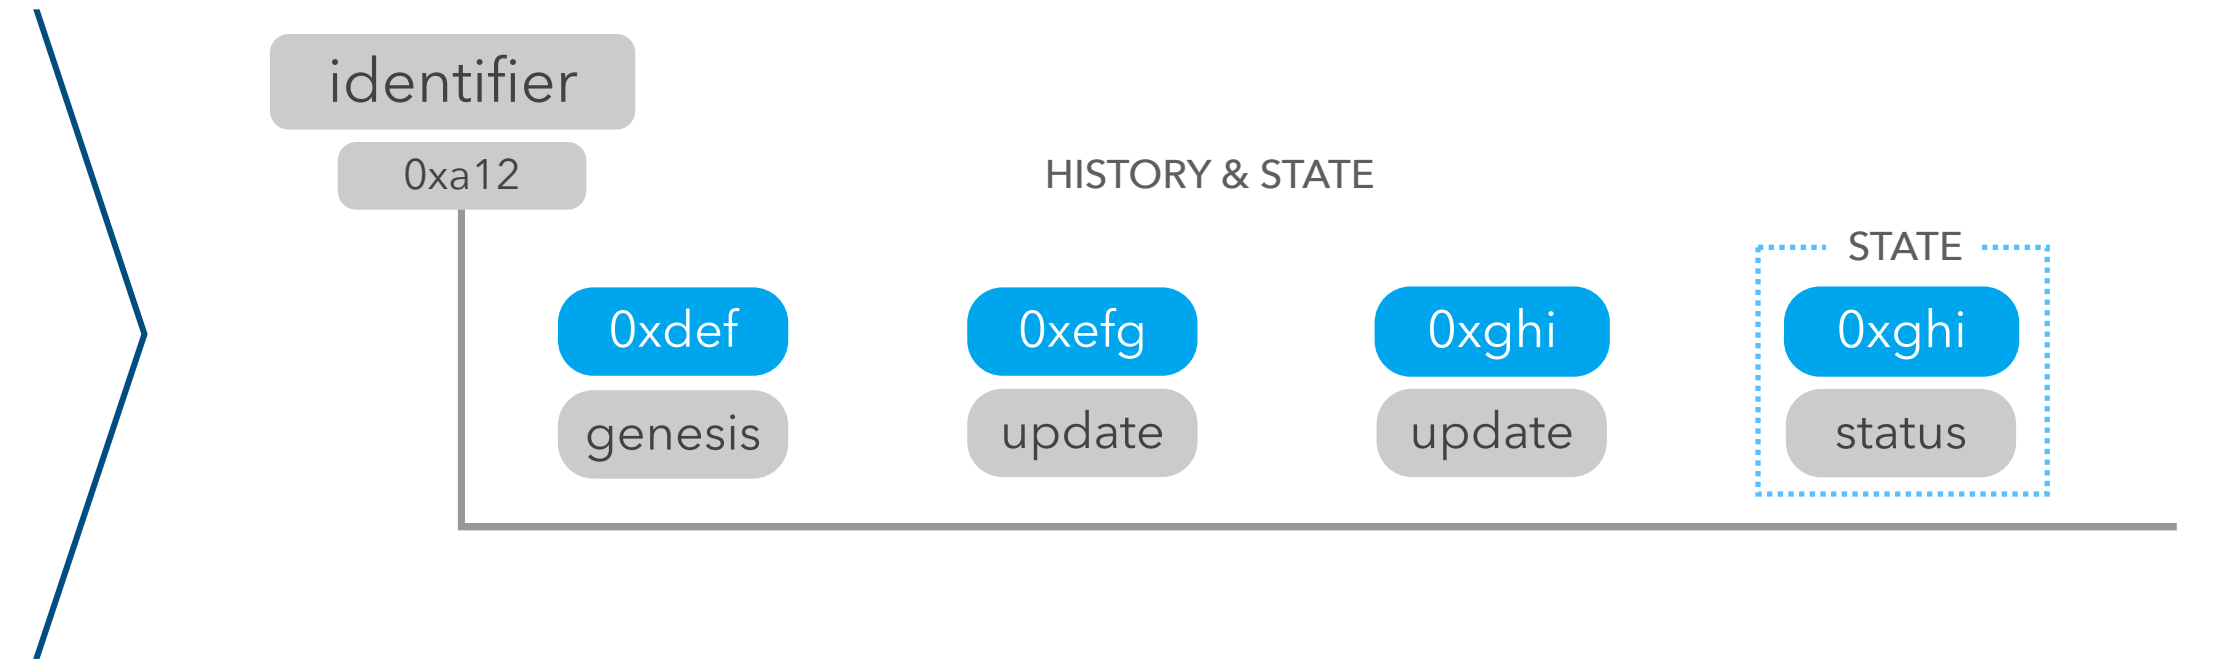 identifier
0xa12
HISTORY & STATE
STATE
0xdef
0xefg
0xghi
0xghi
genesis
update
update
status